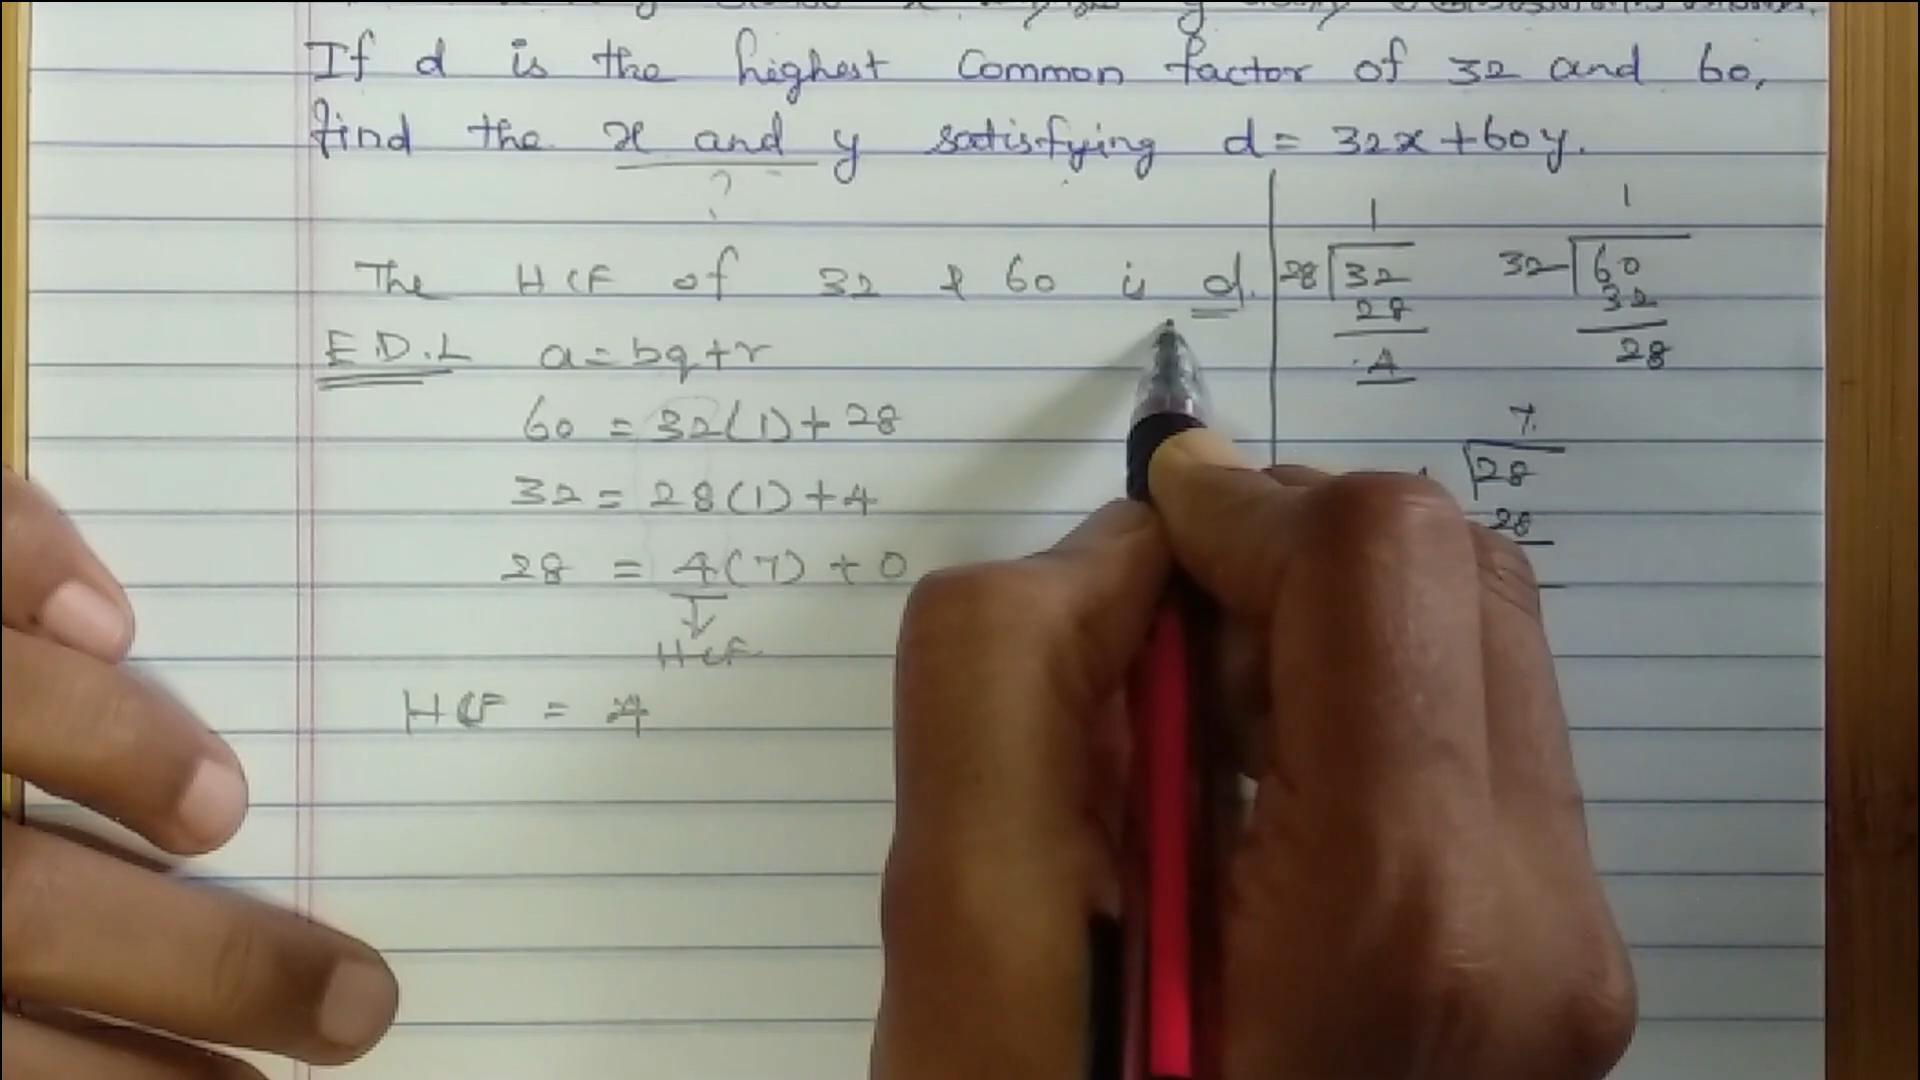 If d is the highest Common factor of 32 and 60,
find the x and y satisfying d = 32x+60y.
?
The HCF of 32 & 60 is d.
E.D.L a=bq+r
60 = 32(1)+28
32 = 28(1)+4
28 = 4(7)+0
HCF
HCF = 4
1
28 32
28
4
1
32 60
32
28
7
28
28